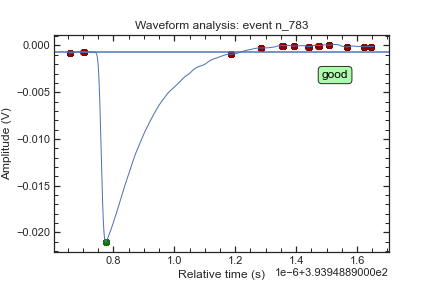 Waveform analysis: event n_783
0.000
−0.005
−0.010
−0.015
−0.020
Amplitude (V)
good
0.8
1.0
1.2
1.4
1.6
Relative time (s)
1e−6+3.9394889000e2